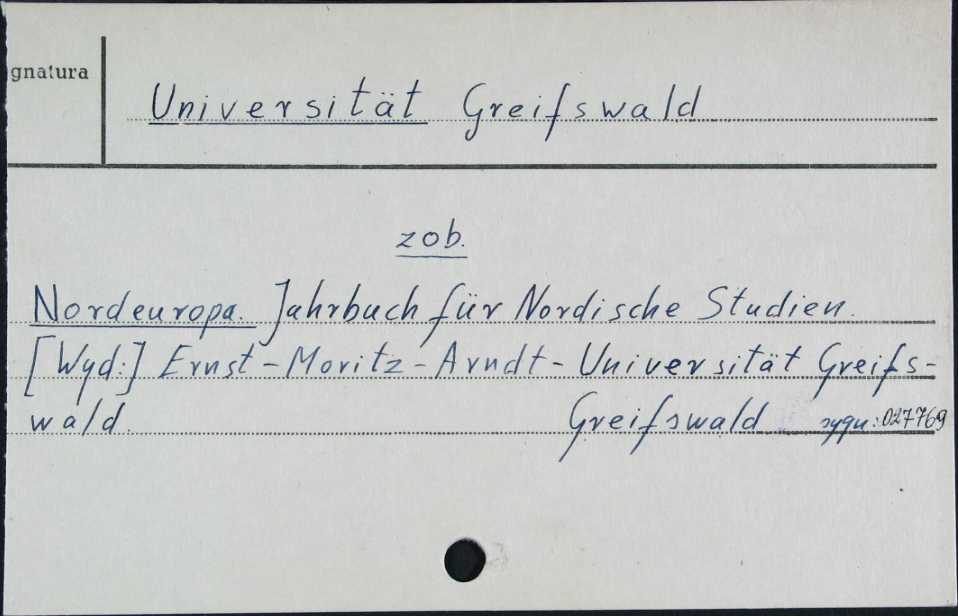 gnatura
Universität Greifswald
zob.
Nordeuropa. Jahrbuch für Nordische Studien.
[Wyd:] Ernst-Moritz-Arndt-Universität Greifs-
wald. Greifswald sygn:027769